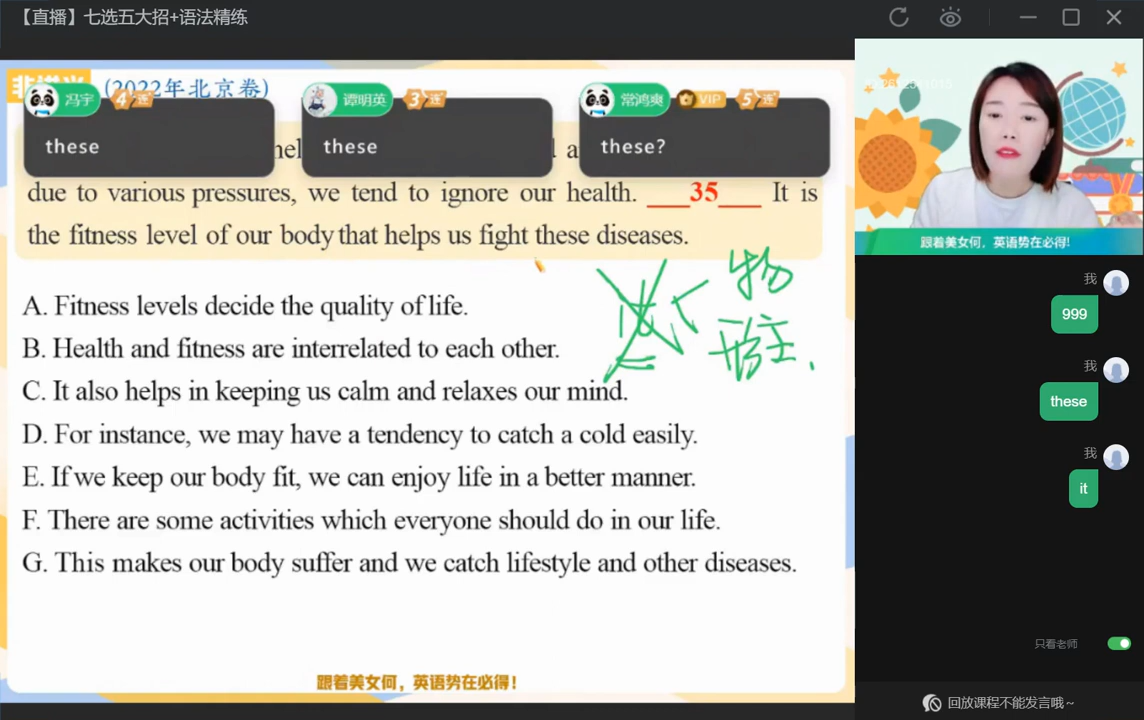 【直播】七选五大招+语法精练
(2022年北京卷)
冯宇 4连
these
谭明英 3连
these
常鸿爽 VIP 5连
these?
due to various pressures, we tend to ignore our health. ___35___ It is
the fitness level of our body that helps us fight these diseases.
A. Fitness levels decide the quality of life.
B. Health and fitness are interrelated to each other.
C. It also helps in keeping us calm and relaxes our mind.
D. For instance, we may have a tendency to catch a cold easily.
E. If we keep our body fit, we can enjoy life in a better manner.
F. There are some activities which everyone should do in our life.
G. This makes our body suffer and we catch lifestyle and other diseases.
物
跟着美女何，英语势在必得!
跟着美女何，英语势在必得!
我
999
我
these
我
it
只看老师
回放课程不能发言哦~